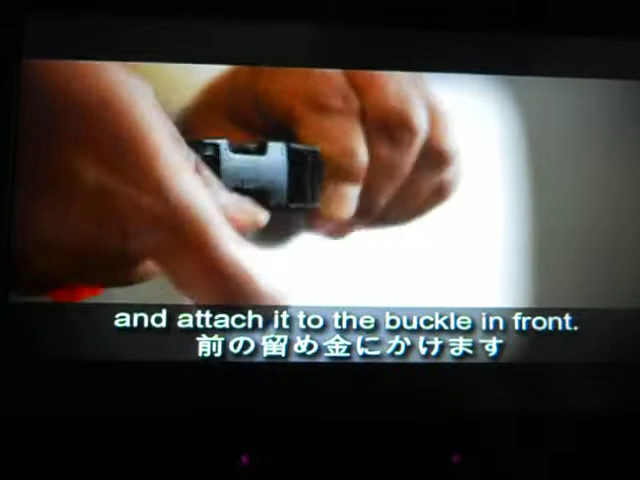 and attach it to the buckle in front.
前の留め金にかけます